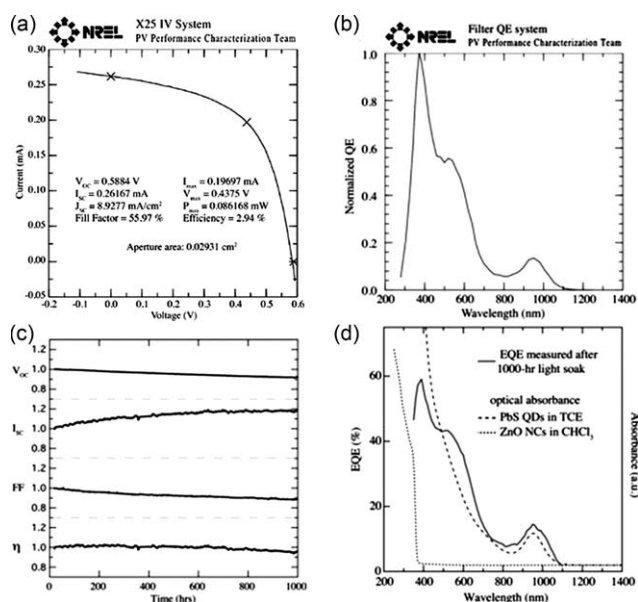 (a)
NREL
X25 IV System
PV Performance Characterization Team
0.30
0.25
0.20
0.15
0.10
0.05
0.00
-0.05
Current (mA)
V_OC = 0.5884 V
I_SC = 0.26167 mA
J_SC = 8.9277 mA/cm²
Fill Factor = 55.97 %
I_max = 0.19697 mA
V_max = 0.4375 V
P_max = 0.086168 mW
Efficiency = 2.94 %
Aperture area: 0.02931 cm²
-0.1 0.0 0.1 0.2 0.3 0.4 0.5 0.6
Voltage (V)
(b)
NREL
Filter QE system
PV Performance Characterization Team
1.0
0.8
0.6
0.4
0.2
0.0
Normalized QE
200 400 600 800 1000 1200 1400
Wavelength (nm)
(c)
V_OC
1.2
1.0
0.8
I_SC
1.2
1.0
0.8
FF
1.2
1.0
0.8
η
1.2
1.0
0.8
0 200 400 600 800 1000
Time (hrs)
(d)
80
60
40
20
0
EQE (%)
EQE measured after
1000-hr light soak
optical absorbance
PbS QDs in TCE
ZnO NCs in CHCl₃
Absorbance (a.u.)
200 400 600 800 1000 1200 1400
Wavelength (nm)